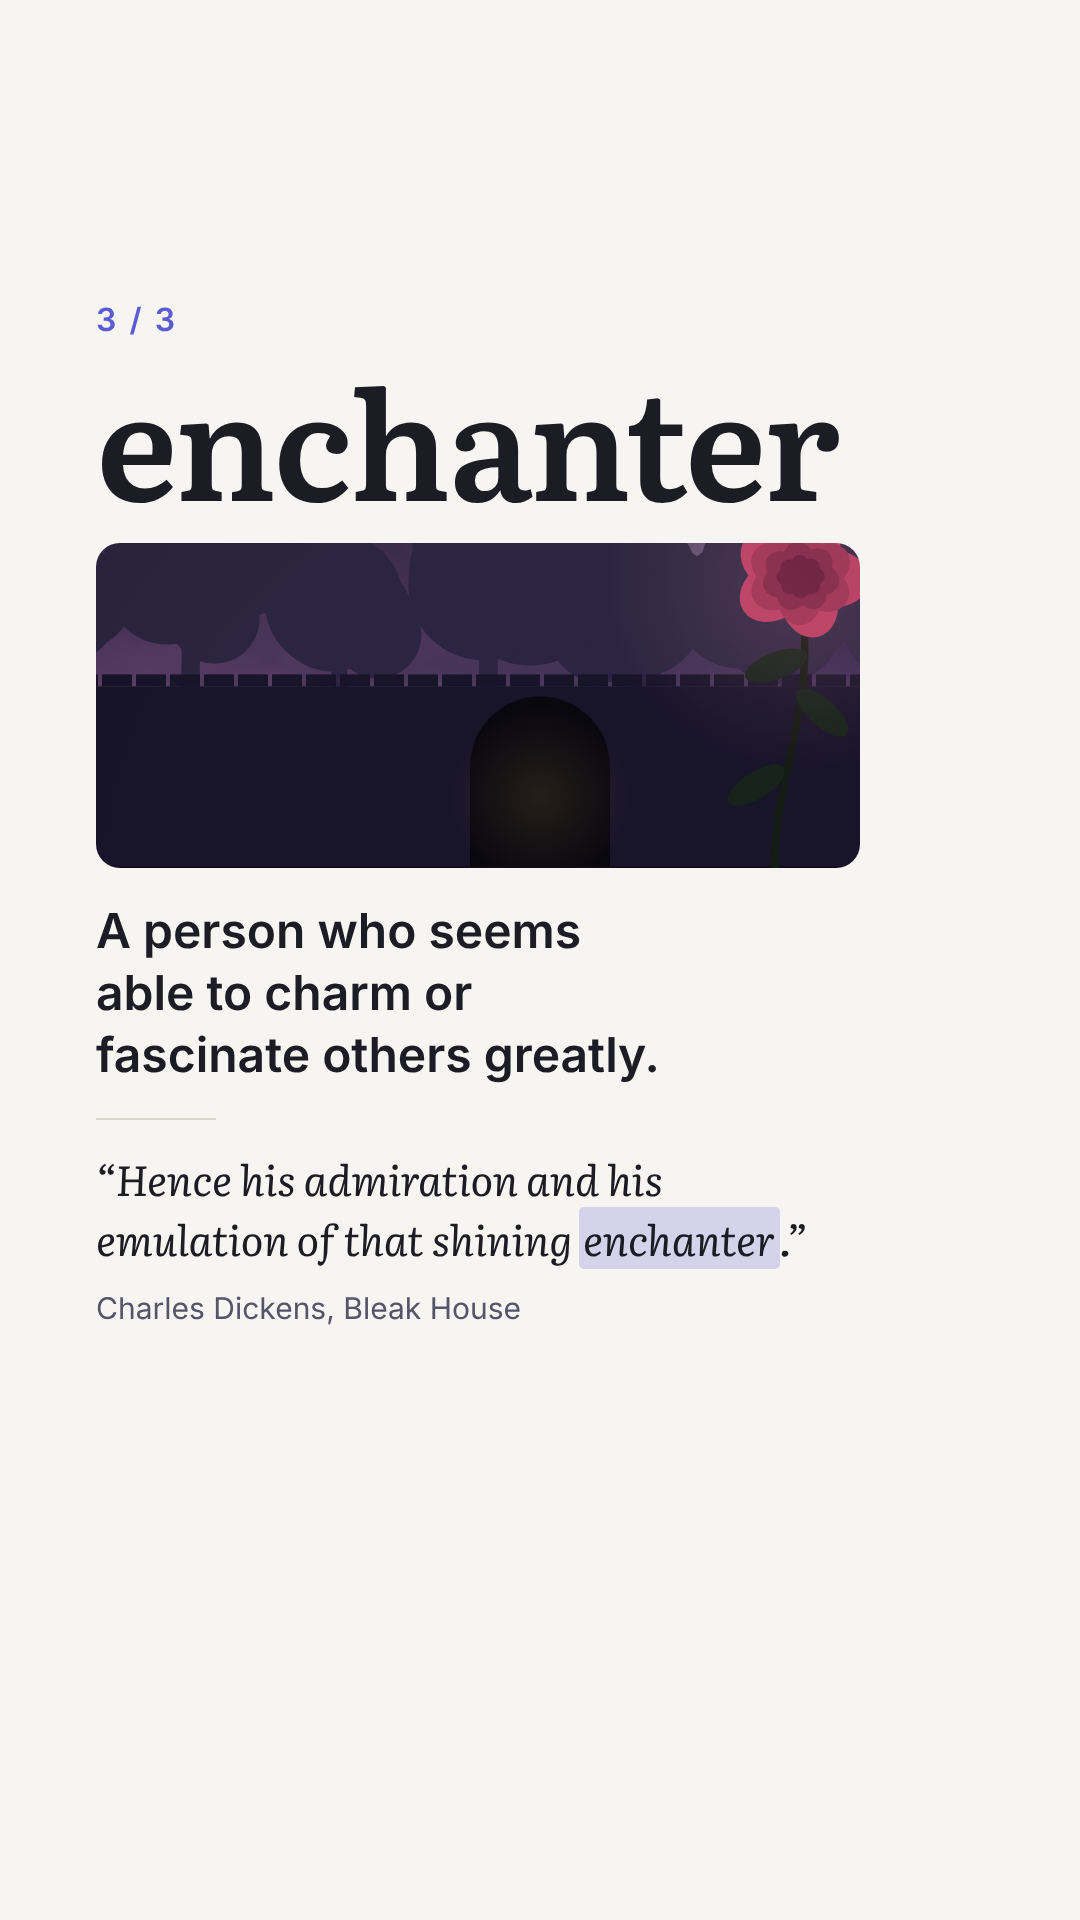 3 / 3
enchanter
A person who seems
able to charm or
fascinate others greatly.
“Hence his admiration and his
emulation of that shining enchanter.”
Charles Dickens, Bleak House